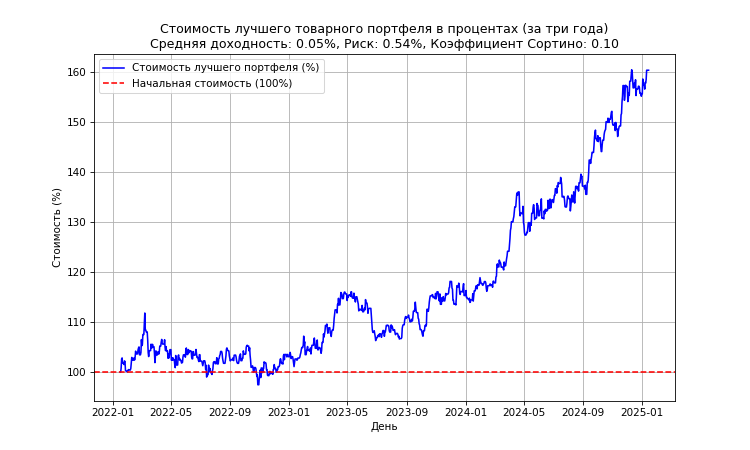 Стоимость лучшего товарного портфеля в процентах (за три года)
Средняя доходность: 0.05%, Риск: 0.54%, Коэффициент Сортино: 0.10
Стоимость лучшего портфеля (%)
Начальная стоимость (100%)
Стоимость (%)
160
150
140
130
120
110
100
2022-01
2022-05
2022-09
2023-01
2023-05
2023-09
2024-01
2024-05
2024-09
2025-01
День